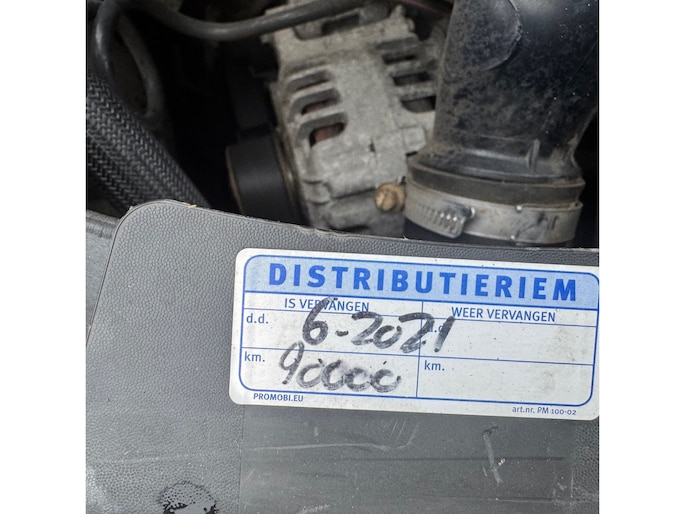 DISTRIBUTIERIEM
IS VERVANGEN WEER VERVANGEN
d.d. 6-2021 d.d.
km. 90000 km.
PROMOBI.EU art.nr. PM 100-02